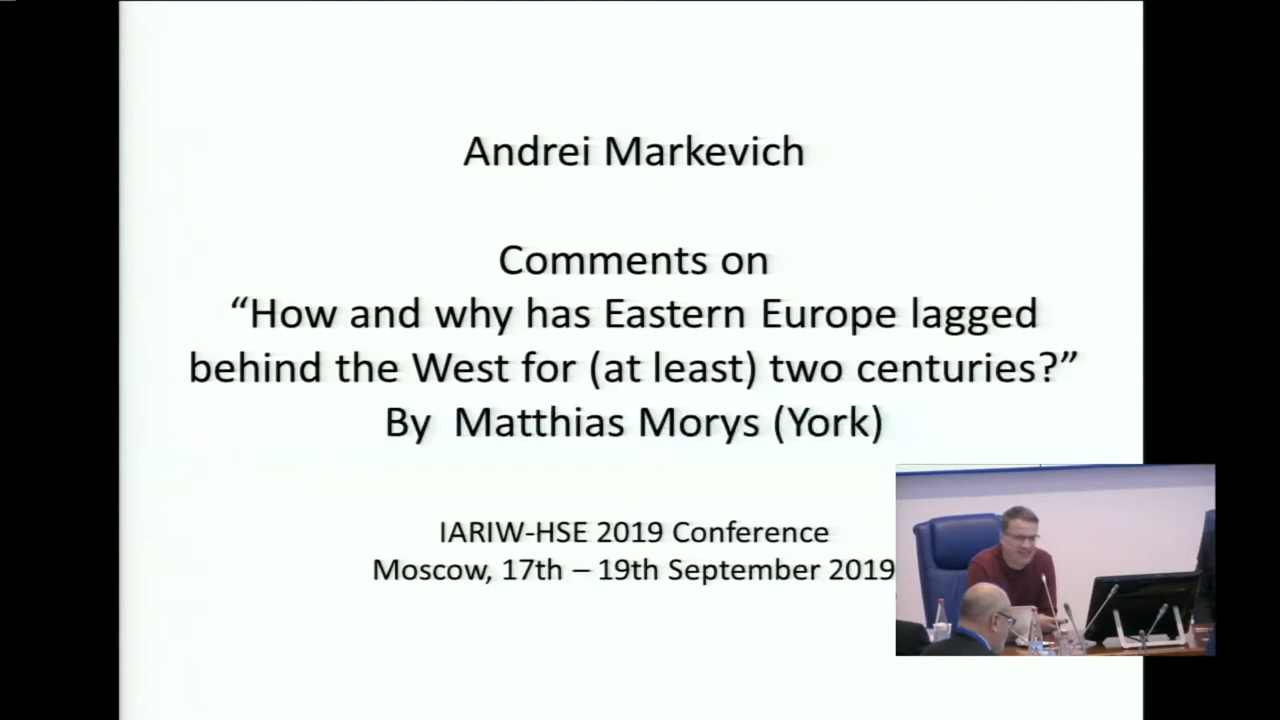 Andrei Markevich
Comments on
“How and why has Eastern Europe lagged
behind the West for (at least) two centuries?”
By Matthias Morys (York)
IARIW-HSE 2019 Conference
Moscow, 17th – 19th September 2019